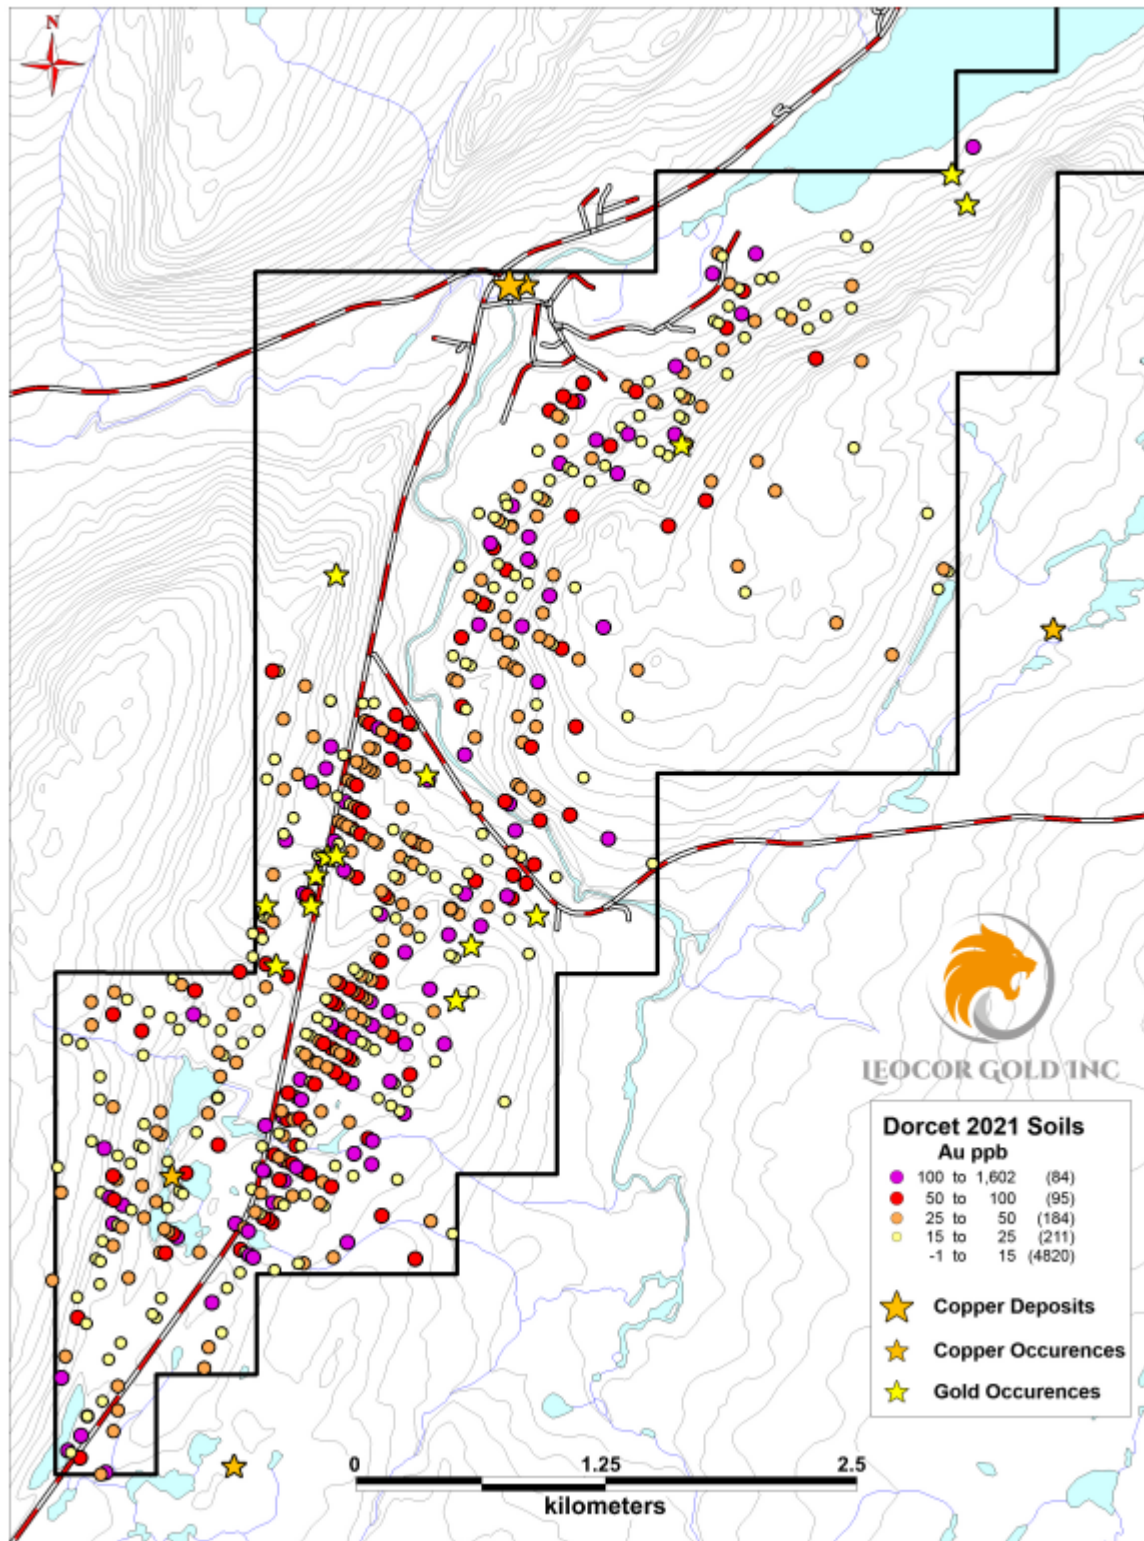 N
LEOCOR GOLD INC
Dorcet 2021 Soils
Au ppb
100 to 1,602 (84)
50 to 100 (95)
25 to 50 (184)
15 to 25 (211)
-1 to 15 (4820)
Copper Deposits
Copper Occurences
Gold Occurences
0 1.25 2.5
kilometers